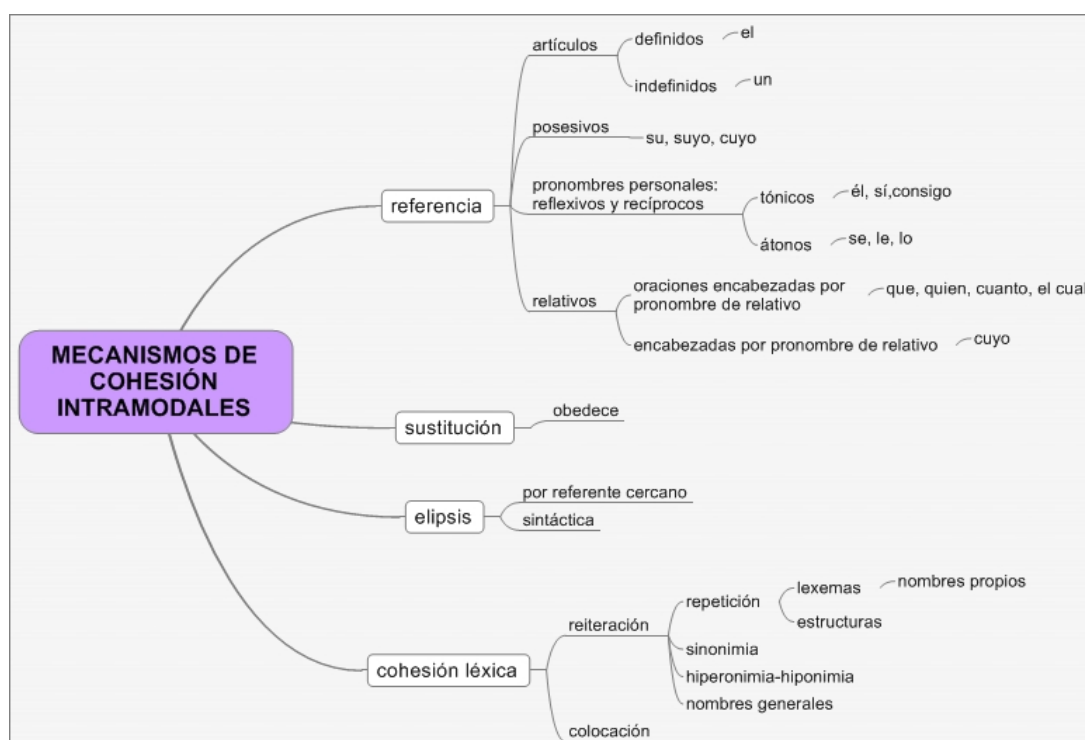 MECANISMOS DE
COHESIÓN
INTRAMODALES
referencia
artículos
definidos
el
indefinidos
un
posesivos
su, suyo, cuyo
pronombres personales:
reflexivos y recíprocos
tónicos
él, sí,consigo
átonos
se, le, lo
relativos
oraciones encabezadas por
pronombre de relativo
que, quien, cuanto, el cual
encabezadas por pronombre de relativo
cuyo
sustitución
obedece
elipsis
por referente cercano
sintáctica
cohesión léxica
reiteración
repetición
lexemas
nombres propios
estructuras
sinonimia
hiperonimia-hiponimia
nombres generales
colocación